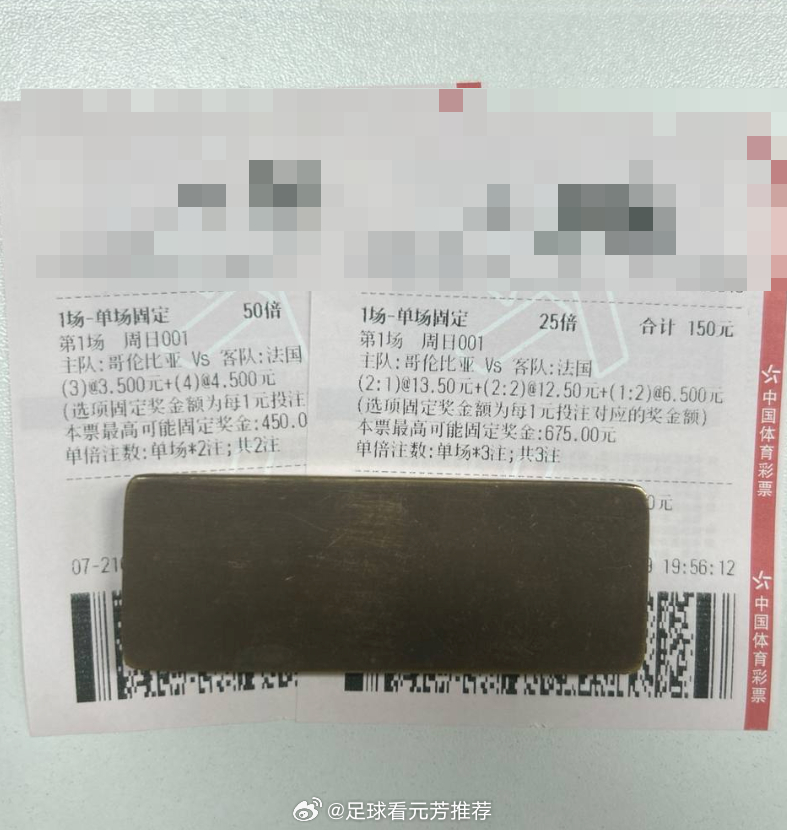 1场-单场固定 50倍
第1场 周日001
主队:哥伦比亚 Vs 客队:法国
(3)@3.500元+(4)@4.500元
(选项固定奖金额为每1元投注
本票最高可能固定奖金:450.0
单倍注数:单场*2注;共2注
07-210
1场-单场固定 25倍 合计 150元
第1场 周日001
主队:哥伦比亚 Vs 客队:法国
(2:1)@13.50元+(2:2)@12.50元+(1:2)@6.500元
(选项固定奖金额为每1元投注对应的奖金额)
本票最高可能固定奖金:675.00元
单倍注数:单场*3注;共3注
0元
19:56:12
中国体育彩票
中国体育彩票
@足球看元芳推荐